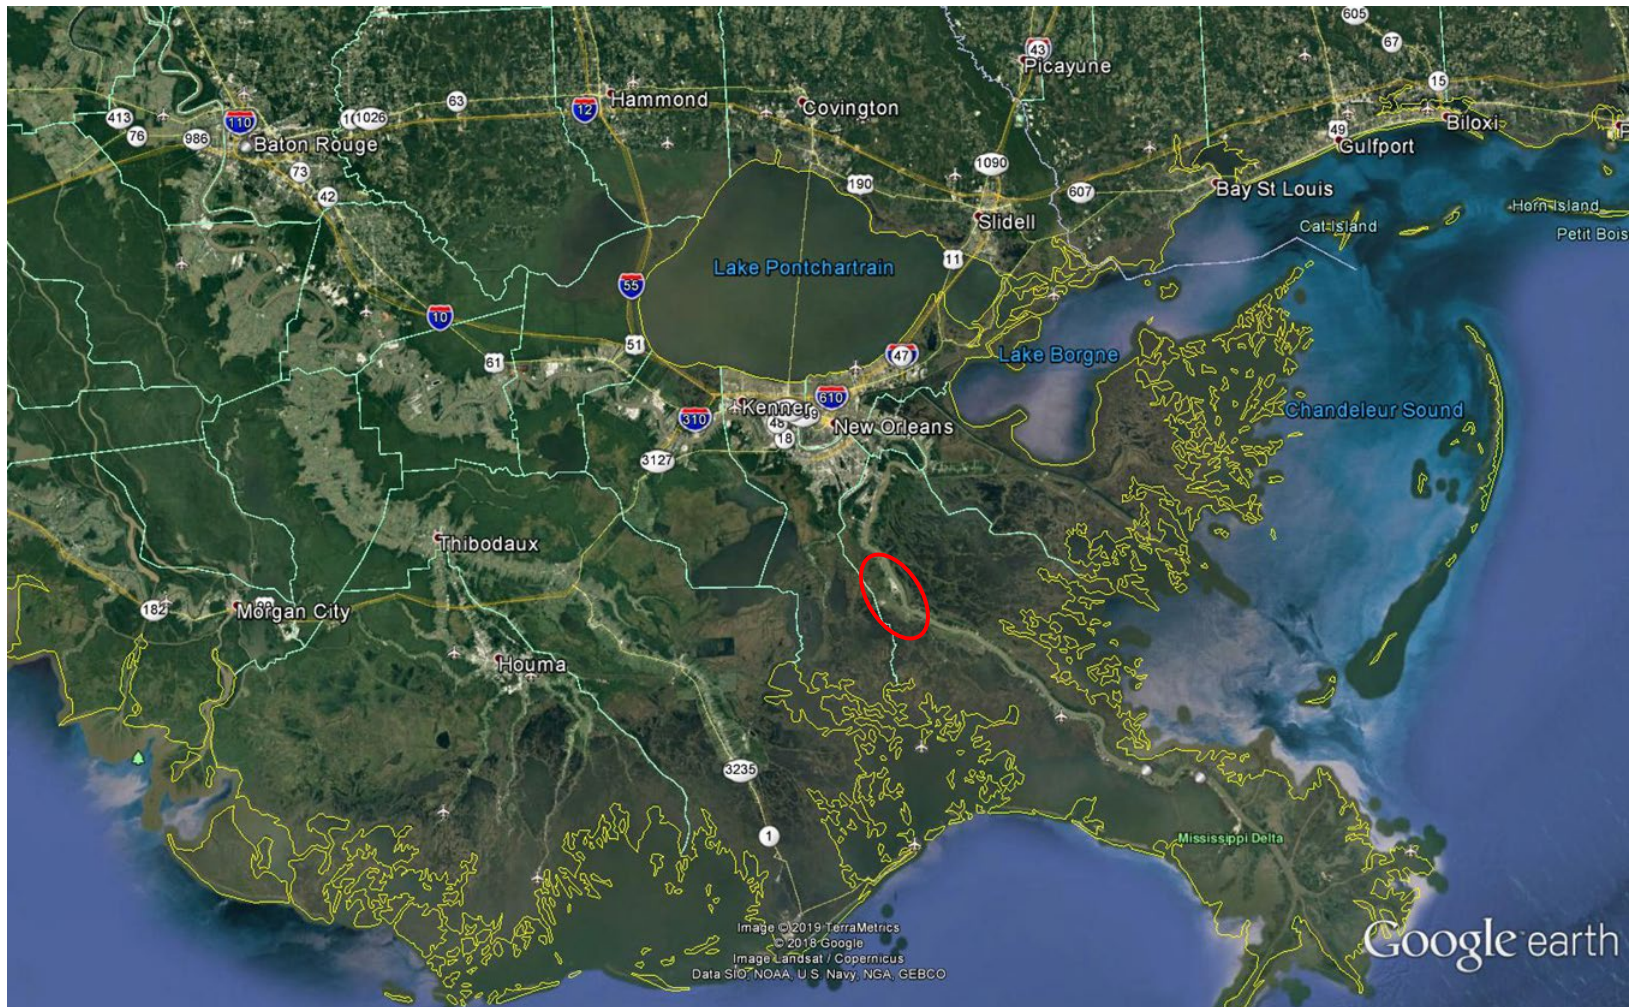 605
67
43
Picayune
15
Hammond
12
63
Covington
413
1026
110
76
986
Baton Rouge
49
Biloxi
Gulfport
1090
73
42
190
607
Bay St Louis
Slidell
Horn Island
Cat Island
Petit Bois
11
Lake Pontchartrain
55
10
51
61
47
Lake Borgne
Kenner
610
310
48
New Orleans
18
Chandeleur Sound
3127
Thibodaux
182
Morgan City
Houma
3235
1
Mississippi Delta
Image © 2019 TerraMetrics
© 2018 Google
Image Landsat / Copernicus
Data SIO, NOAA, U.S. Navy, NGA, GEBCO
Google earth